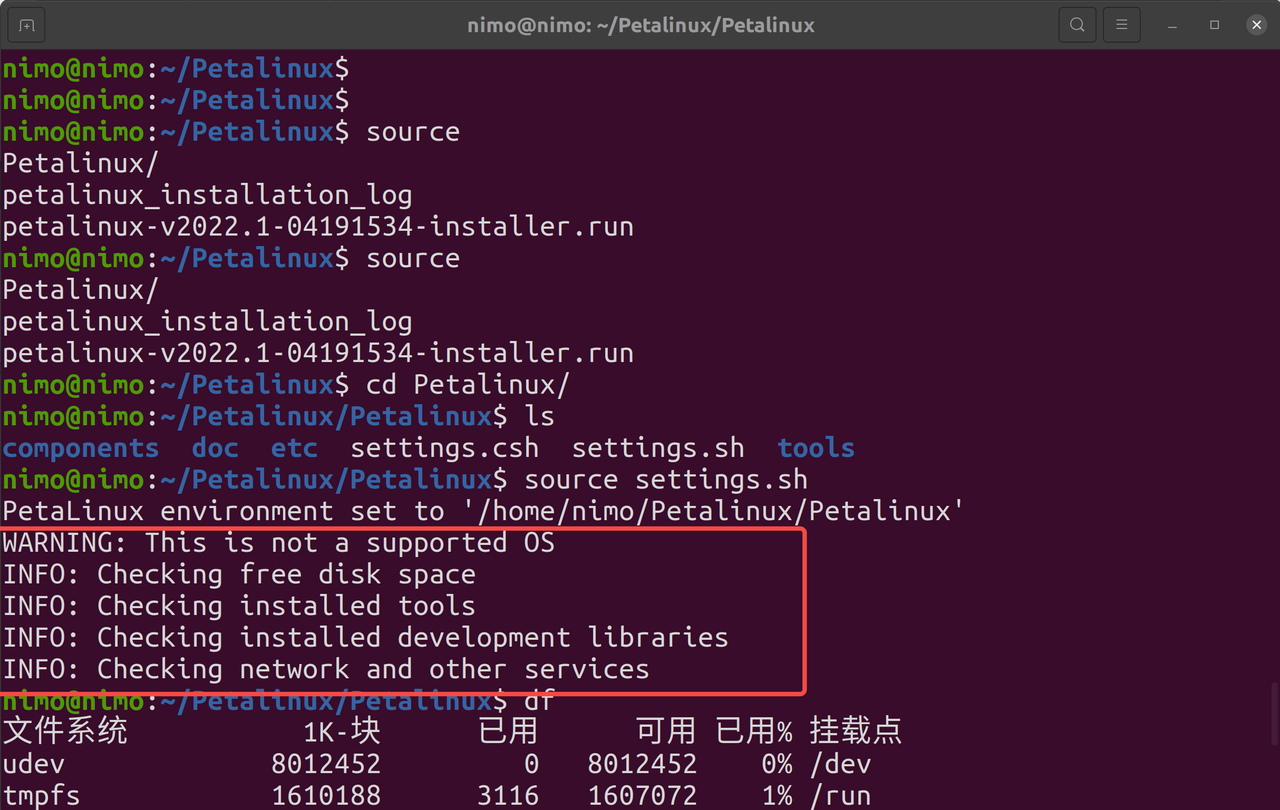 nimo@nimo: ~/Petalinux/Petalinux
nimo@nimo:~/Petalinux$
nimo@nimo:~/Petalinux$
nimo@nimo:~/Petalinux$ source
Petalinux/
petalinux_installation_log
petalinux-v2022.1-04191534-installer.run
nimo@nimo:~/Petalinux$ source
Petalinux/
petalinux_installation_log
petalinux-v2022.1-04191534-installer.run
nimo@nimo:~/Petalinux$ cd Petalinux/
nimo@nimo:~/Petalinux/Petalinux$ ls
components  doc  etc  settings.csh  settings.sh  tools
nimo@nimo:~/Petalinux/Petalinux$ source settings.sh
PetaLinux environment set to '/home/nimo/Petalinux/Petalinux'
WARNING: This is not a supported OS
INFO: Checking free disk space
INFO: Checking installed tools
INFO: Checking installed development libraries
INFO: Checking network and other services
nimo@nimo:~/Petalinux/Petalinux$ df
文件系统 1K-块 已用 可用 已用% 挂载点
udev 8012452 0 8012452 0% /dev
tmpfs 1610188 3116 1607072 1% /run